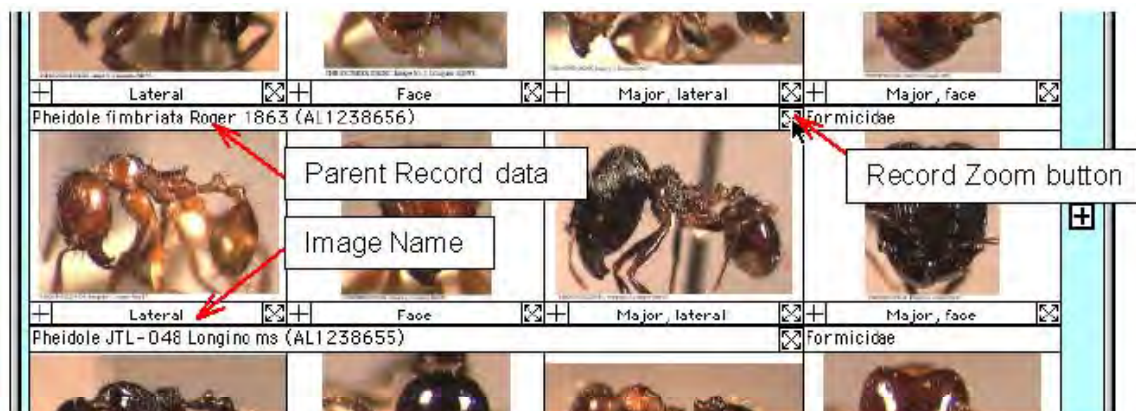 Lateral
Face
Major, lateral
Major, face
Pheidole fimbriata Roger 1863 (AL1238656)
Formicidae
Parent Record data
Record Zoom button
Image Name
Lateral
Face
Major, lateral
Major, face
Pheidole JTL-048 Longino ms (AL1238655)
Formicidae